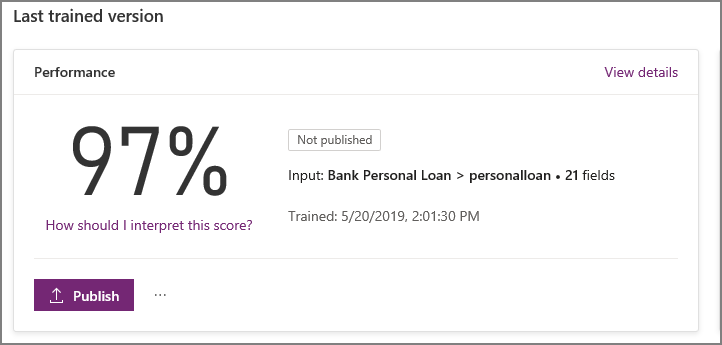 Last trained version
Performance
View details
97%
How should I interpret this score?
Not published
Input: Bank Personal Loan > personalloan • 21 fields
Trained: 5/20/2019, 2:01:30 PM
Publish
...